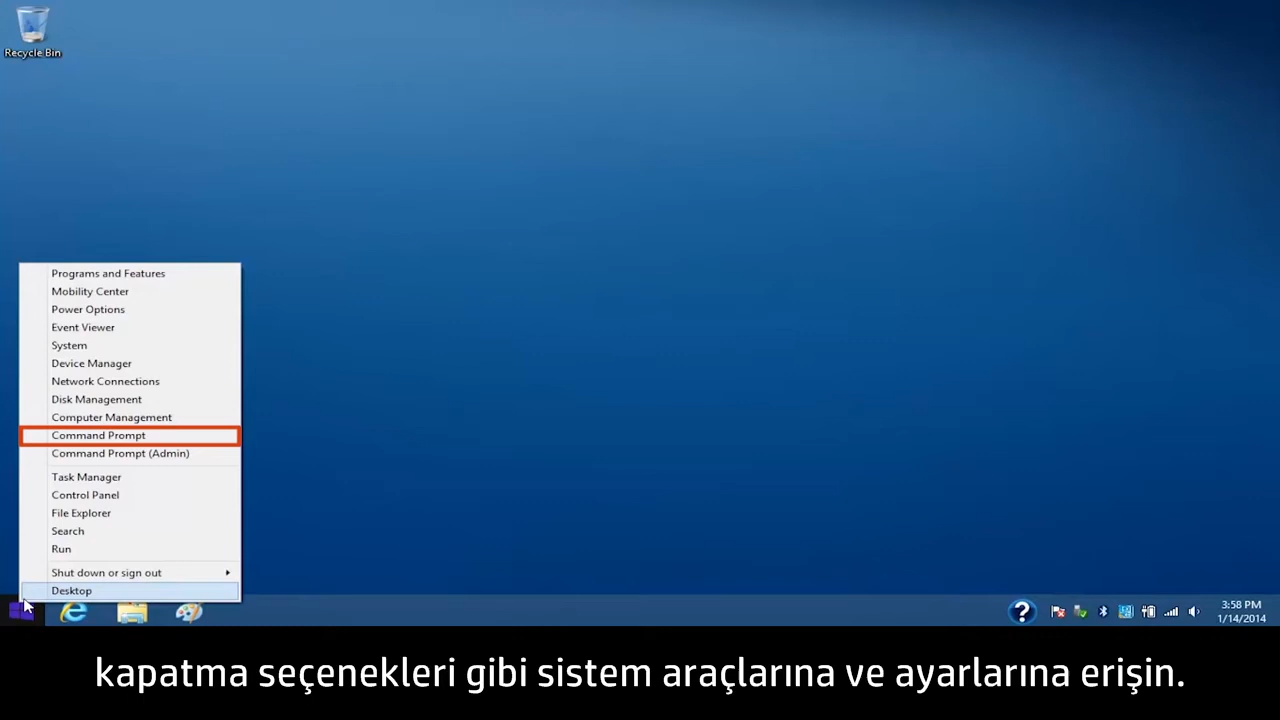 Recycle Bin
Programs and Features
Mobility Center
Power Options
Event Viewer
System
Device Manager
Network Connections
Disk Management
Computer Management
Command Prompt
Command Prompt (Admin)
Task Manager
Control Panel
File Explorer
Search
Run
Shut down or sign out
Desktop
3:58 PM
1/14/2014
kapatma seçenekleri gibi sistem araçlarına ve ayarlarına erişin.